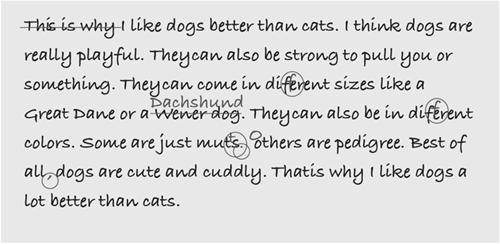 This is why I like dogs better than cats. I think dogs are
really playful. Theycan also be strong to pull you or
something. Theycan come in different sizes like a
Dachshund
Great Dane or a Wener dog. Theycan also be in different
colors. Some are just muts. Others are pedigree. Best of
all, dogs are cute and cuddly. Thatis why I like dogs a
lot better than cats.